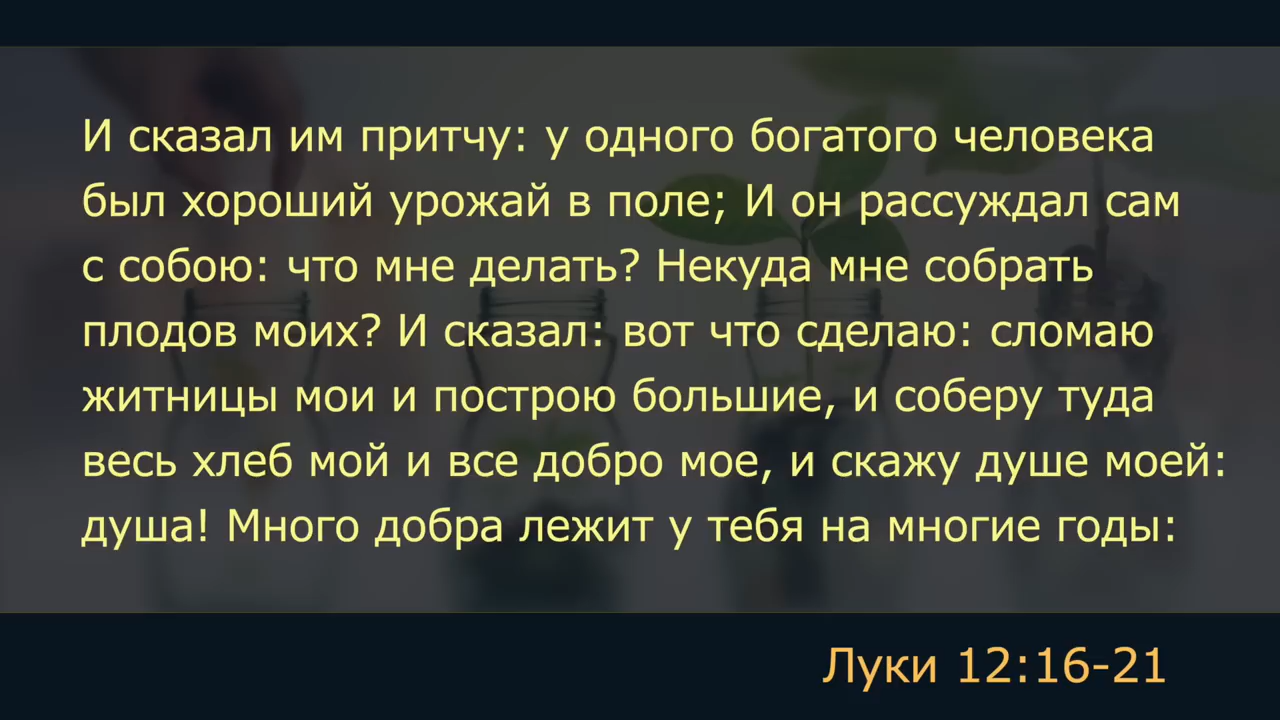 И сказал им притчу: у одного богатого человека
был хороший урожай в поле; И он рассуждал сам
с собою: что мне делать? Некуда мне собрать
плодов моих? И сказал: вот что сделаю: сломаю
житницы мои и построю большие, и соберу туда
весь хлеб мой и все добро мое, и скажу душе моей:
душа! Много добра лежит у тебя на многие годы:
Луки 12:16-21